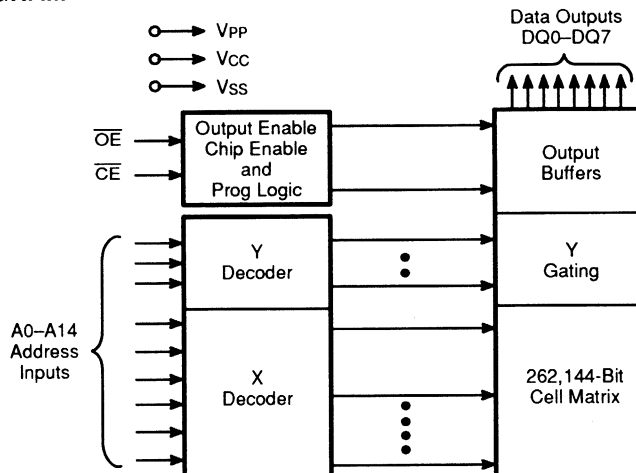 Data Outputs
DQ0–DQ7
VPP
VCC
VSS
OE
CE
Output Enable
Chip Enable
and
Prog Logic
Output
Buffers
Y
Decoder
Y
Gating
A0–A14
Address
Inputs
X
Decoder
262,144-Bit
Cell Matrix